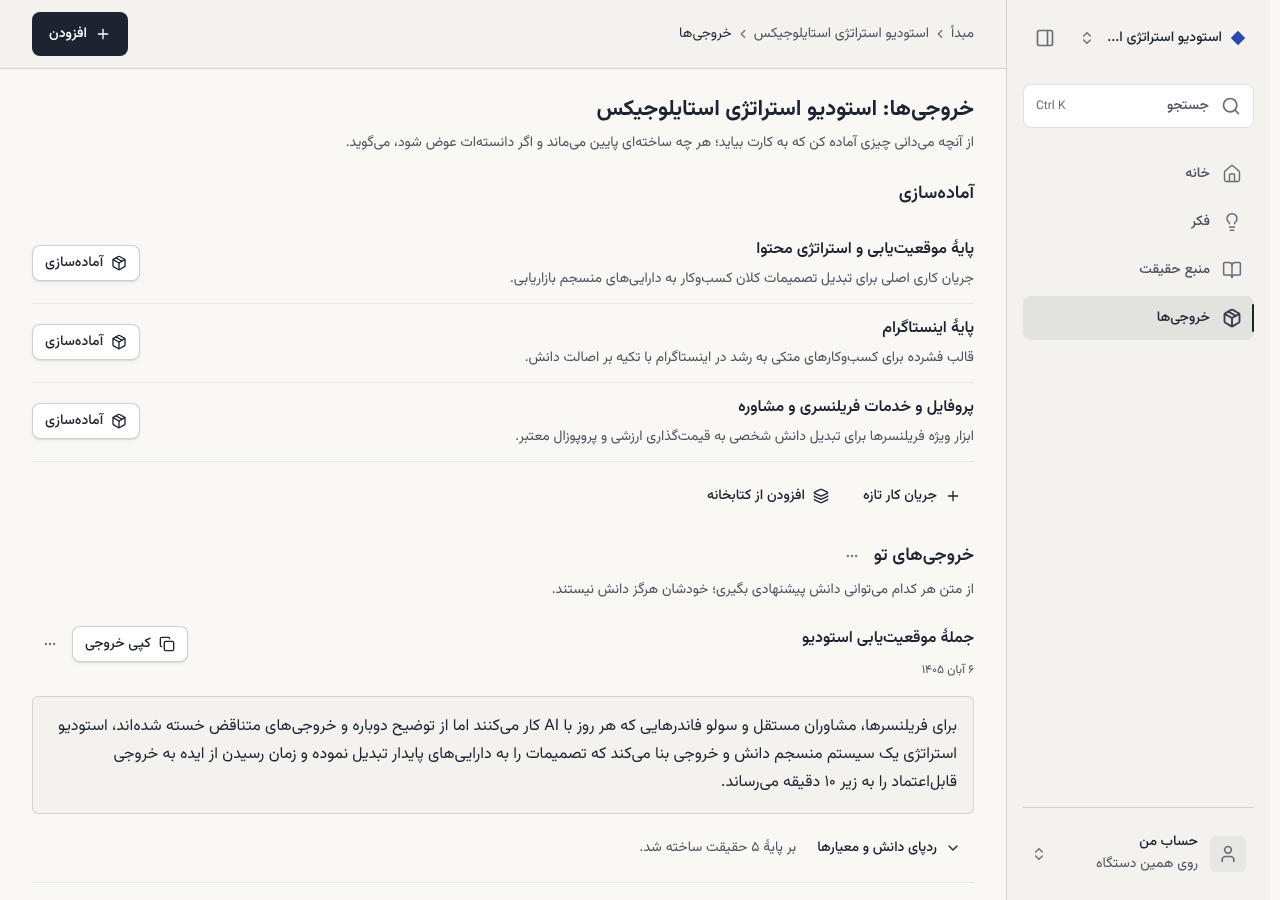 استودیو استراتژی ا...
جستجو
Ctrl K
خانه
فکر
منبع حقیقت
خروجی‌ها
حساب من
روی همین دستگاه
مبدأ › استودیو استراتژی استایلوجیکس › خروجی‌ها
افزودن
خروجی‌ها: استودیو استراتژی استایلوجیکس
از آنچه می‌دانی چیزی آماده کن که به کارت بیاید؛ هر چه ساخته‌ای پایین می‌ماند و اگر دانسته‌ات عوض شود، می‌گوید.
آماده‌سازی
پایهٔ موقعیت‌یابی و استراتژی محتوا
جریان کاری اصلی برای تبدیل تصمیمات کلان کسب‌وکار به دارایی‌های منسجم بازاریابی.
آماده‌سازی
پایهٔ اینستاگرام
قالب فشرده برای کسب‌وکارهای متکی به رشد در اینستاگرام با تکیه بر اصالت دانش.
آماده‌سازی
پروفایل و خدمات فریلنسری و مشاوره
ابزار ویژه فریلنسرها برای تبدیل دانش شخصی به قیمت‌گذاری ارزشی و پروپوزال معتبر.
آماده‌سازی
جریان کار تازه
افزودن از کتابخانه
خروجی‌های تو
از متن هر کدام می‌توانی دانش پیشنهادی بگیری؛ خودشان هرگز دانش نیستند.
جملهٔ موقعیت‌یابی استودیو
۶ آبان ۱۴۰۵
کپی خروجی
برای فریلنسرها، مشاوران مستقل و سولو فاندرهایی که هر روز با AI کار می‌کنند اما از توضیح دوباره و خروجی‌های متناقض خسته شده‌اند، استودیو
استراتژی یک سیستم منسجم دانش و خروجی بنا می‌کند که تصمیمات را به دارایی‌های پایدار تبدیل نموده و زمان رسیدن از ایده به خروجی
قابل‌اعتماد را به زیر ۱۰ دقیقه می‌رساند.
ردپای دانش و معیارها
بر پایهٔ ۵ حقیقت ساخته شد.